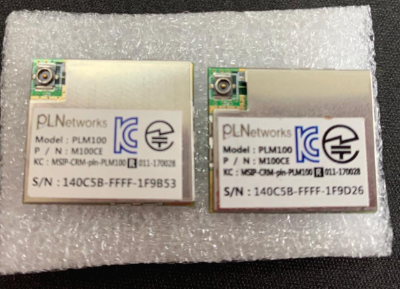 PLNetworks
Model : PLM100
P / N : M100CE
KC : MSIP-CRM-pln-PLM100 R 011-170028
S/N : 140C5B-FFFF-1F9B53
PLNetworks
Model : PLM100
P / N : M100CE
KC : MSIP-CRM-pln-PLM100 R 011-170028
S/N : 140C5B-FFFF-1F9D26